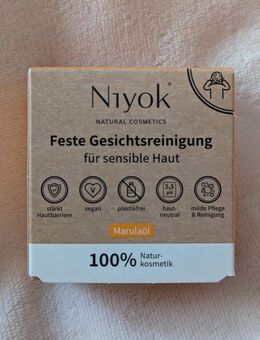 Niyok®
NATURAL COSMETICS
Feste Gesichtsreinigung
für sensible Haut
stärkt
Hautbarriere
vegan
plastikfrei
5,5
pH
haut-
neutral
milde Pflege
& Reinigung
Marulaöl
100% Natur-
kosmetik